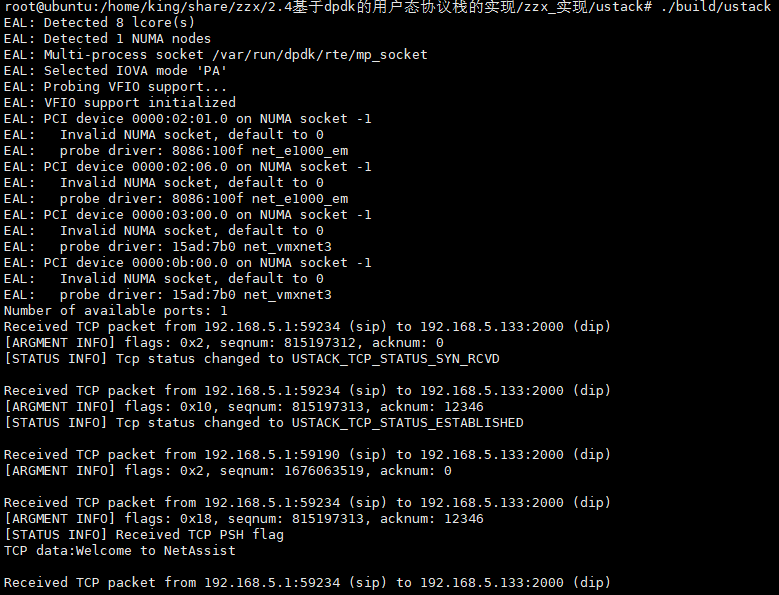 root@ubuntu:/home/king/share/zzx/2.4基于dpdk的用户态协议栈的实现/zzx_实现/ustack# ./build/ustack
EAL: Detected 8 lcore(s)
EAL: Detected 1 NUMA nodes
EAL: Multi-process socket /var/run/dpdk/rte/mp_socket
EAL: Selected IOVA mode 'PA'
EAL: Probing VFIO support...
EAL: VFIO support initialized
EAL: PCI device 0000:02:01.0 on NUMA socket -1
EAL:   Invalid NUMA socket, default to 0
EAL:   probe driver: 8086:100f net_e1000_em
EAL: PCI device 0000:02:06.0 on NUMA socket -1
EAL:   Invalid NUMA socket, default to 0
EAL:   probe driver: 8086:100f net_e1000_em
EAL: PCI device 0000:03:00.0 on NUMA socket -1
EAL:   Invalid NUMA socket, default to 0
EAL:   probe driver: 15ad:7b0 net_vmxnet3
EAL: PCI device 0000:0b:00.0 on NUMA socket -1
EAL:   Invalid NUMA socket, default to 0
EAL:   probe driver: 15ad:7b0 net_vmxnet3
Number of available ports: 1
Received TCP packet from 192.168.5.1:59234 (sip) to 192.168.5.133:2000 (dip)
[ARGMENT INFO] flags: 0x2, seqnum: 815197312, acknum: 0
[STATUS INFO] Tcp status changed to USTACK_TCP_STATUS_SYN_RCVD

Received TCP packet from 192.168.5.1:59234 (sip) to 192.168.5.133:2000 (dip)
[ARGMENT INFO] flags: 0x10, seqnum: 815197313, acknum: 12346
[STATUS INFO] Tcp status changed to USTACK_TCP_STATUS_ESTABLISHED

Received TCP packet from 192.168.5.1:59190 (sip) to 192.168.5.133:2000 (dip)
[ARGMENT INFO] flags: 0x2, seqnum: 1676063519, acknum: 0

Received TCP packet from 192.168.5.1:59234 (sip) to 192.168.5.133:2000 (dip)
[ARGMENT INFO] flags: 0x18, seqnum: 815197313, acknum: 12346
[STATUS INFO] Received TCP PSH flag
TCP data:Welcome to NetAssist

Received TCP packet from 192.168.5.1:59234 (sip) to 192.168.5.133:2000 (dip)